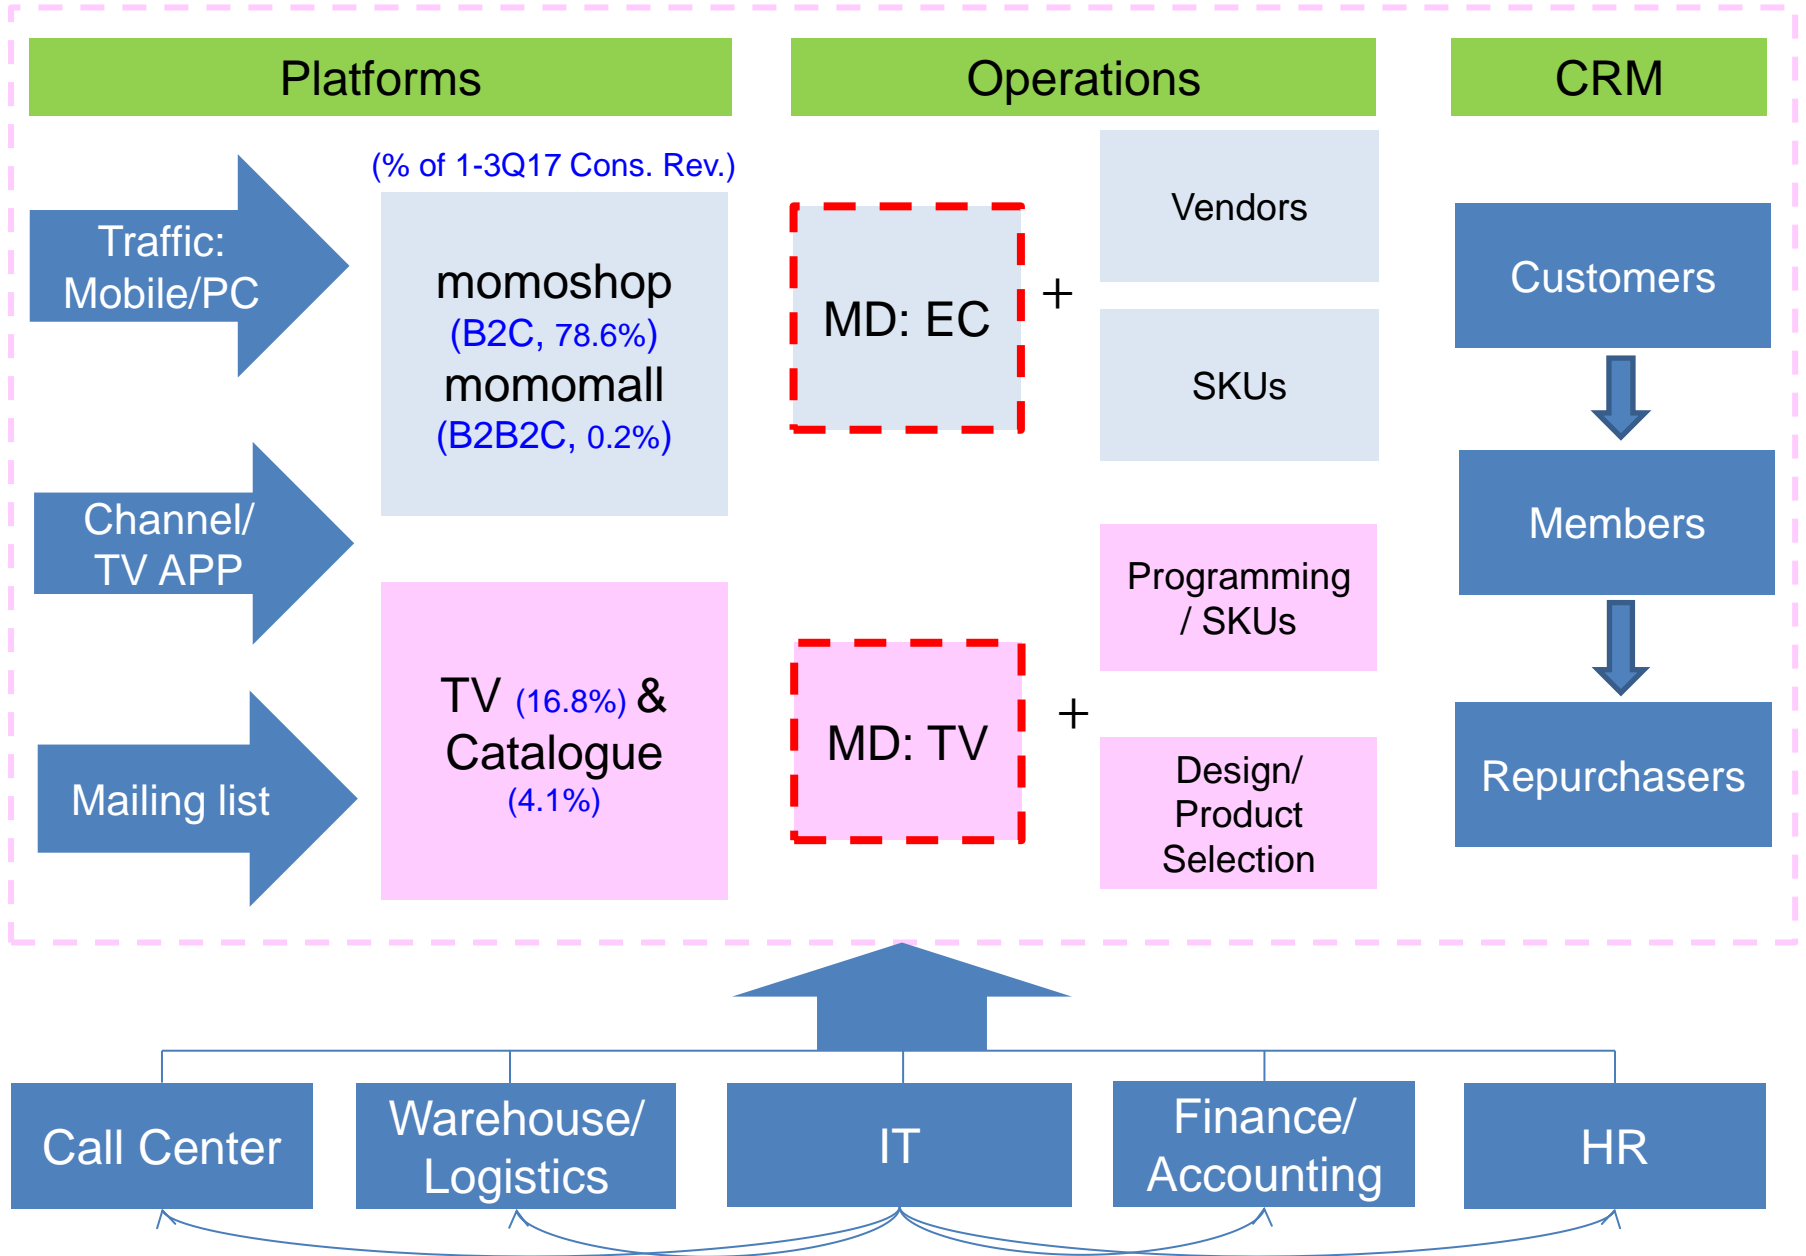 Platforms
Operations
CRM
(% of 1-3Q17 Cons. Rev.)
Traffic:
Mobile/PC
momoshop
(B2C, 78.6%)
momomall
(B2B2C, 0.2%)
Channel/
TV APP
TV (16.8%) &
Catalogue
(4.1%)
Mailing list
MD: EC
+
Vendors
SKUs
MD: TV
+
Programming
/ SKUs
Design/
Product
Selection
Customers
Members
Repurchasers
Call Center
Warehouse/
Logistics
IT
Finance/
Accounting
HR